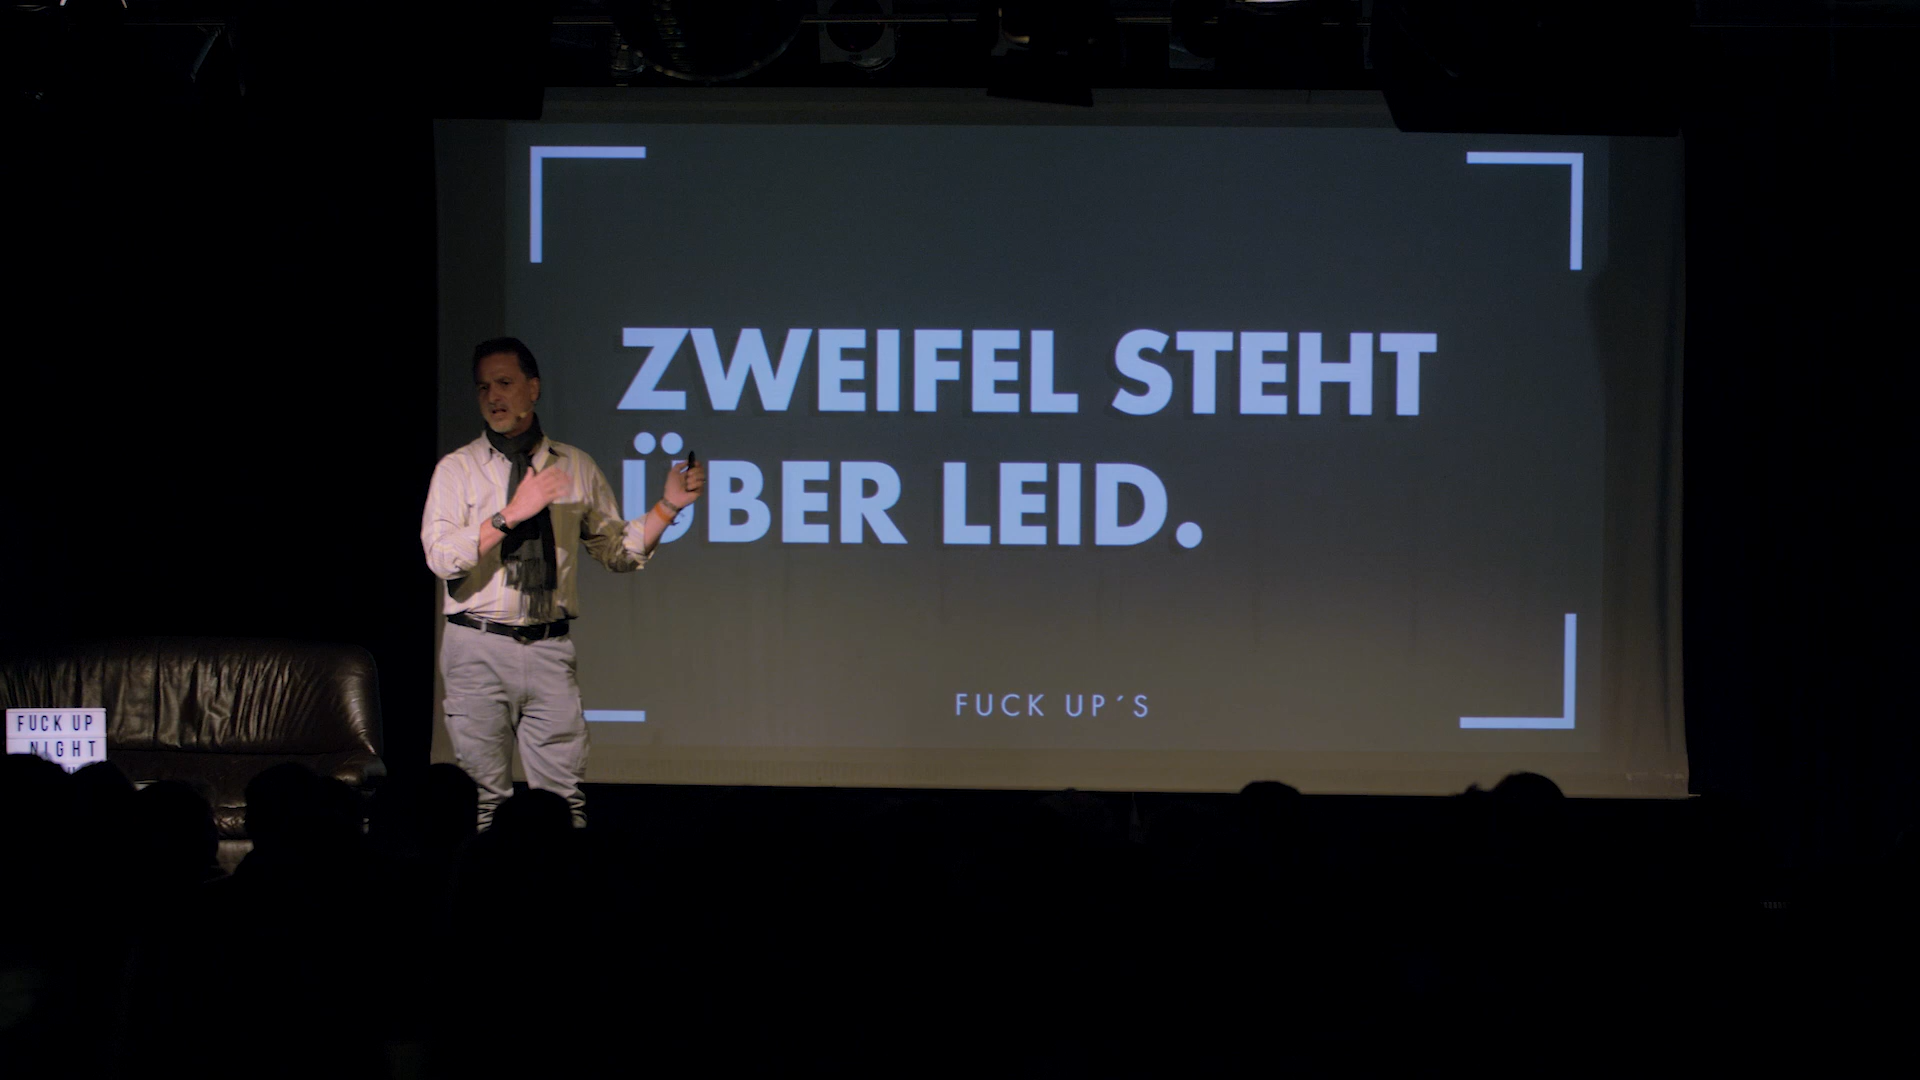 ZWEIFEL STEHT
ÜBER LEID.
FUCK UP´S
FUCK UP
NIGHT